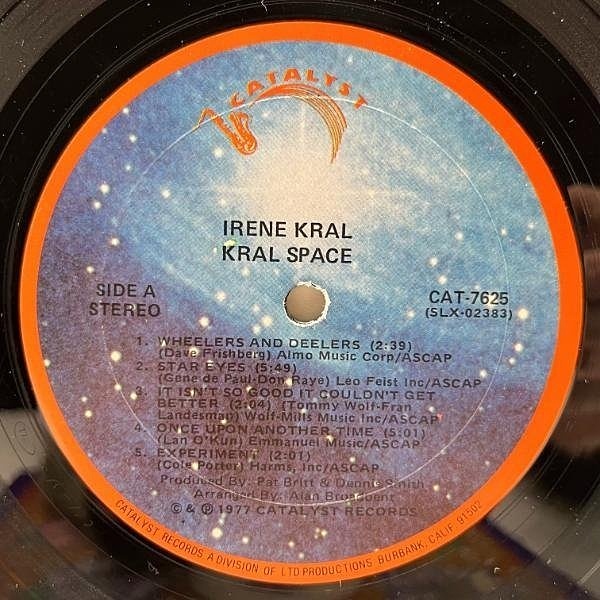 CATALYST
IRENE KRAL
KRAL SPACE
SIDE A
STEREO
CAT-7625
(SLX-02383)
1. WHEELERS AND DEELERS (2:39)
(Dave Frishberg) Almo Music Corp/ASCAP
2. STAR EYES (5:49)
(Gene de Paul-Don Raye) Leo Feist Inc/ASCAP
3. IT ISN'T SO GOOD IT COULDN'T GET
BETTER (2:04) (Tommy Wolf-Fran
Landesman) Wolf-Mills Music Inc/ASCAP
4. ONCE UPON ANOTHER TIME (5:01)
(Lan O'Kun) Emmanuel Music/ASCAP
5. EXPERIMENT (2:01)
(Cole Porter) Harms, Inc/ASCAP
Produced By: Pat Britt & Dennis Smith
Arranged By: Alan Broadbent
© & ℗ 1977 CATALYST RECORDS
CATALYST RECORDS A DIVISION OF LTD PRODUCTIONS BURBANK, CALIF. 91502